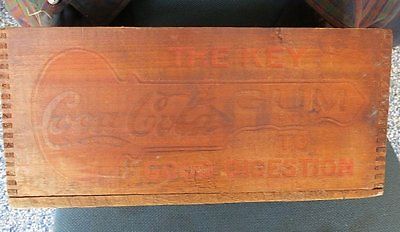 THE KEY
Coca-Cola GUM
TO
GOOD DIGESTION